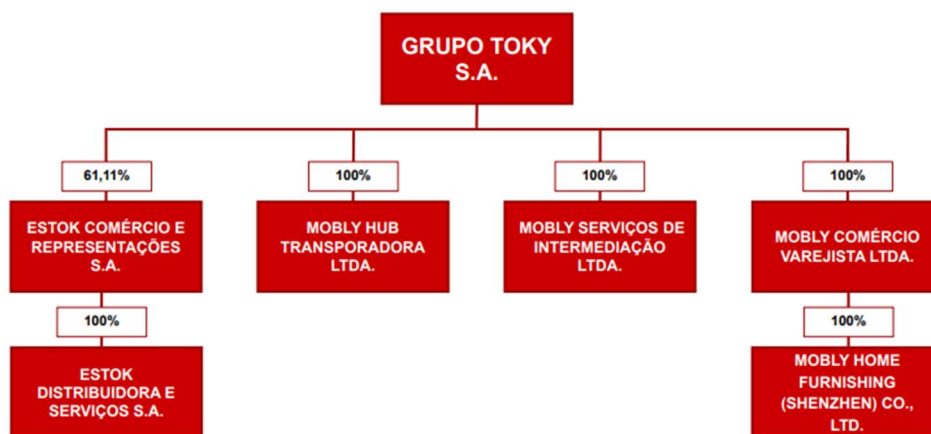 GRUPO TOKY
S.A.
61,11%
100%
100%
100%
ESTOK COMÉRCIO E
REPRESENTAÇÕES
S.A.
MOBLY HUB
TRANSPORADORA
LTDA.
MOBLY SERVIÇOS DE
INTERMEDIAÇÃO
LTDA.
MOBLY COMÉRCIO
VAREJISTA LTDA.
100%
100%
ESTOK
DISTRIBUIDORA E
SERVIÇOS S.A.
MOBLY HOME
FURNISHING
(SHENZHEN) CO.,
LTD.